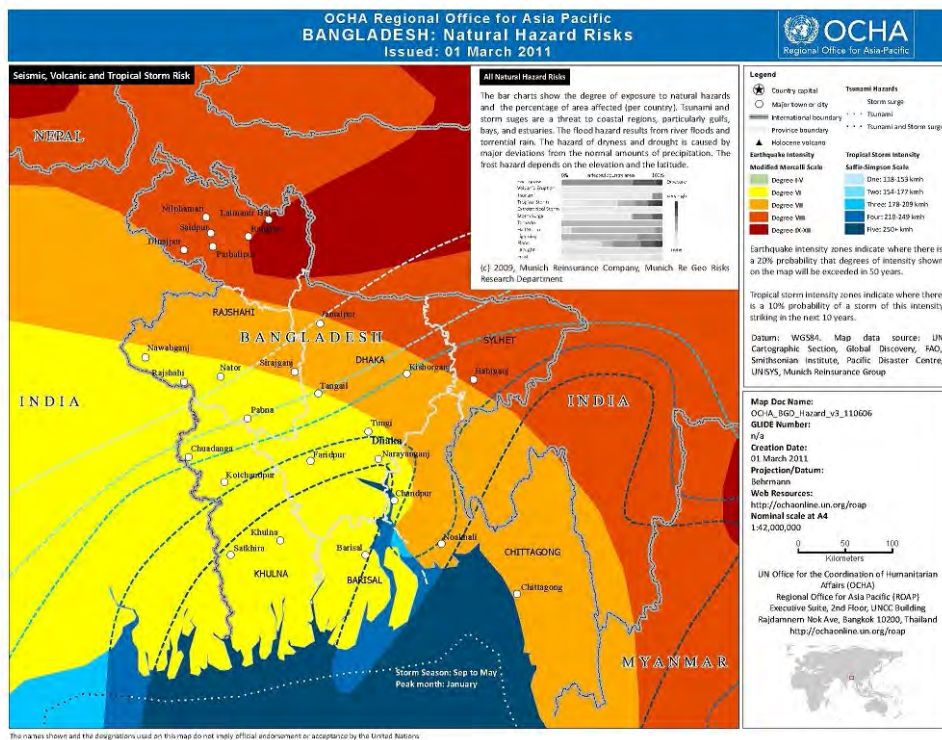 OCHA Regional Office for Asia Pacific
BANGLADESH: Natural Hazard Risks
Issued: 01 March 2011
OCHA
Regional Office for Asia-Pacific
Seismic, Volcanic and Tropical Storm Risk
All Natural Hazard Risks
The bar charts show the degree of exposure to natural hazards
and the percentage of area affected (per country). Tsunami and
storm suges are a threat to coastal regions, particularly gulfs,
bays, and estuaries. The flood hazard results from river floods and
torrential rain. The hazard of dryness and drought is caused by
major deviations from the normal amounts of precipitation. The
frost hazard depends on the elevation and the latitude.
0%
100%
(c) 2009, Munich Reinsurance Company, Munich Re Geo Risks
Research Department
NEPAL
Nilphamari
Saidpur
Dinajpur
Parbatipur
RAJSHAHI
Jamalpur
BANGLADESH
SYLHET
DHAKA
Nawabganj
Rajshahi
Nator
Sirajganj
Kishorganj
Habiganj
Tangail
INDIA
INDIA
Pabna
Tungi
Dhaka
Chuadanga
Faridpur
Narayanganj
Kotchandpur
Chandpur
Khulna
Satkhira
Barisal
Noakhali
KHULNA
BARISAL
CHITTAGONG
Chittagong
MYANMAR
Storm Season: Sep to May
Peak month: January
Legend
Country capital
Major town or city
International boundary
Province boundary
Holocene volcano
Tsunami Hazards
Storm surge
Tsunami
Tsunami and Storm surge
Earthquake Intensity
Modified Mercalli Scale
Degree I-V
Degree VI
Degree VII
Degree VIII
Degree IX-XII
Tropical Storm Intensity
Saffir-Simpson Scale
One: 118-153 kmh
Two: 154-177 kmh
Three: 178-209 kmh
Four: 210-249 kmh
Five: 250+ kmh
Earthquake intensity zones indicate where there is
a 20% probability that degrees of intensity shown
on the map will be exceeded in 50 years.
Tropical storm intensity zones indicate where there
is a 10% probability of a storm of this intensity
striking in the next 10 years.
Datum: WGS84. Map data source: UN
Cartographic Section, Global Discovery, FAO,
Smithsonian Institute, Pacific Disaster Centre,
UNISYS, Munich Reinsurance Group
Map Doc Name:
OCHA_BGD_Hazard_v3_110606
GLIDE Number:
n/a
Creation Date:
01 March 2011
Projection/Datum:
Behrmann
Web Resources:
http://ochaonline.un.org/roap
Nominal scale at A4
1:42,000,000
0 50 100
Kilometers
UN Office for the Coordination of Humanitarian
Affairs (OCHA)
Regional Office for Asia Pacific (ROAP)
Executive Suite, 2nd Floor, UNCC Building
Rajdamnern Nok Ave, Bangkok 10200, Thailand
http://ochaonline.un.org/roap
The names shown and the designations used on this map do not imply official endorsement or acceptance by the United Nations